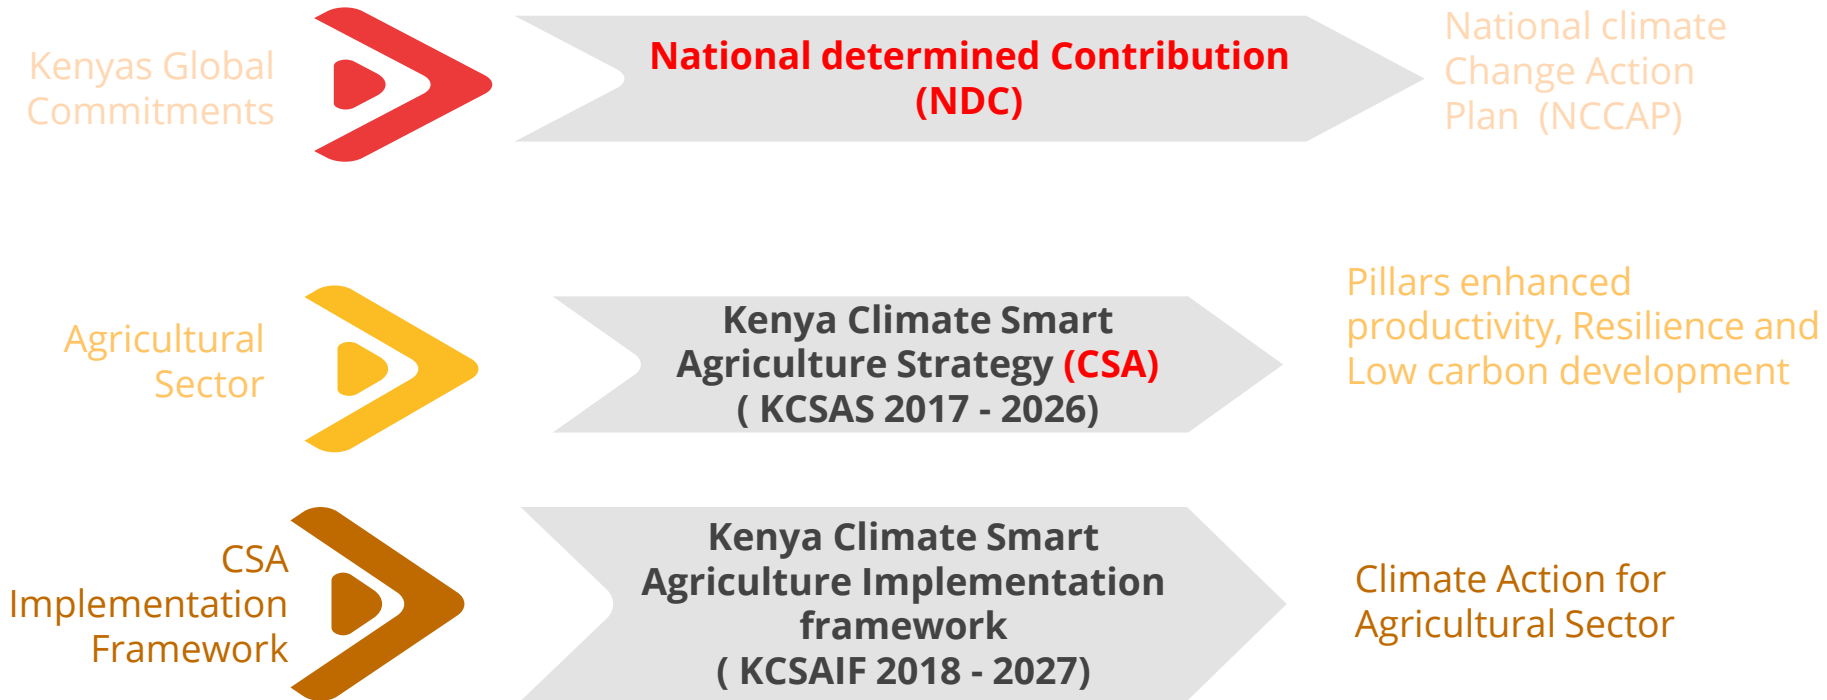 Kenyas Global
Commitments
National determined Contribution
(NDC)
National climate
Change Action
Plan (NCCAP)
Agricultural
Sector
Kenya Climate Smart
Agriculture Strategy (CSA)
( KCSAS 2017 - 2026)
Pillars enhanced
productivity, Resilience and
Low carbon development
CSA
Implementation
Framework
Kenya Climate Smart
Agriculture Implementation
framework
( KCSAIF 2018 - 2027)
Climate Action for
Agricultural Sector